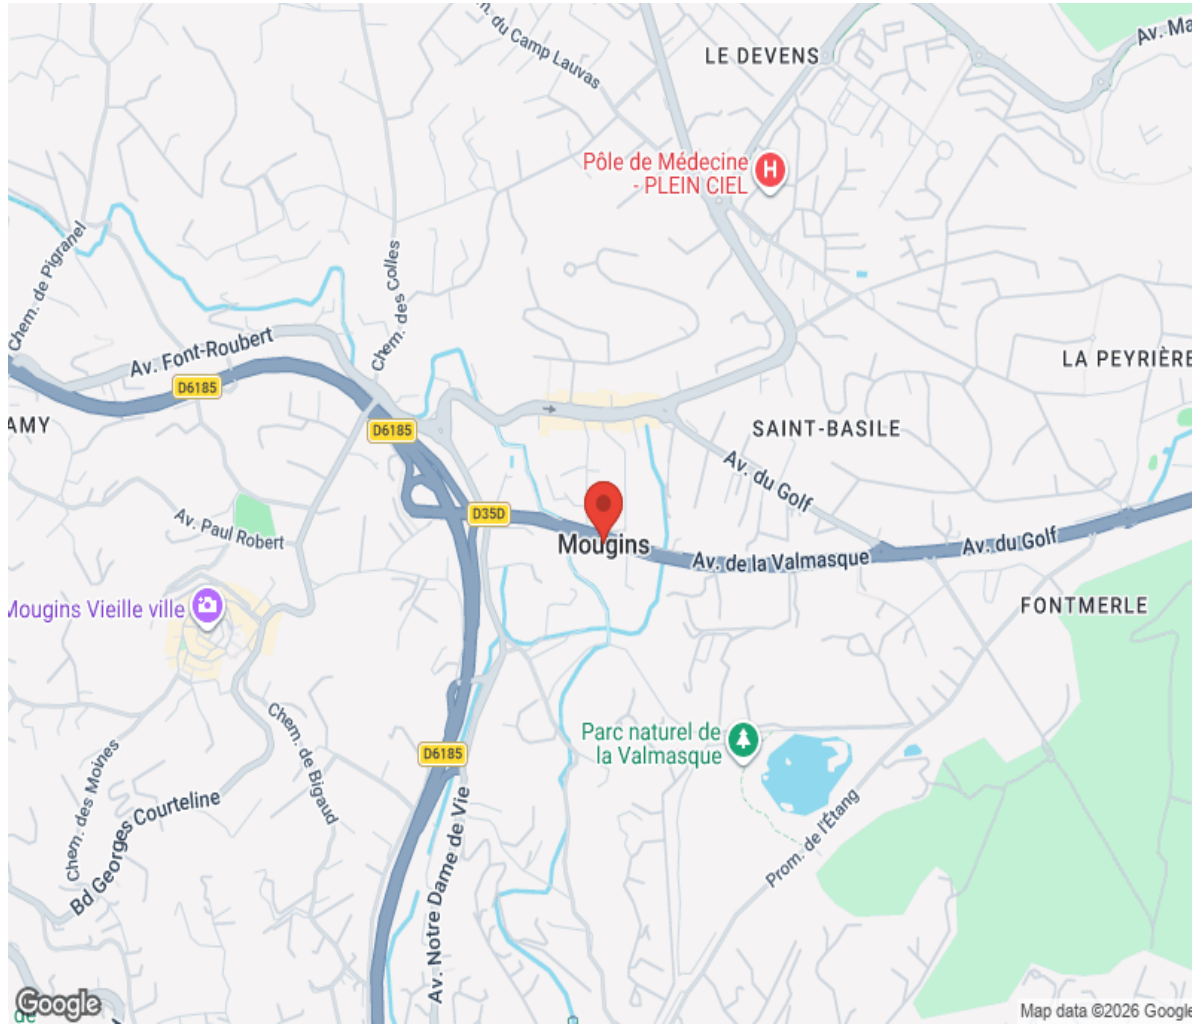 Chem. du Camp Lauvas
LE DEVENS
Av. Ma
Pôle de Médecine
- PLEIN CIEL
H
Chem. de Pigranel
Chem. des Colles
Av. Font-Roubert
D6185
LA PEYRIÈRE
AMY
D6185
SAINT-BASILE
Av. du Golf
D35D
Av. Paul Robert
Mougins
Av. de la Valmasque
Av. du Golf
Mougins Vieille ville
FONTMERLE
Chem. de Bigaud
Parc naturel de
la Valmasque
D6185
Chem. des Moines
Bd Georges Courteline
Av. Notre Dame de Vie
Prom. de l'Étang
Google
de
Map data ©2026 Google